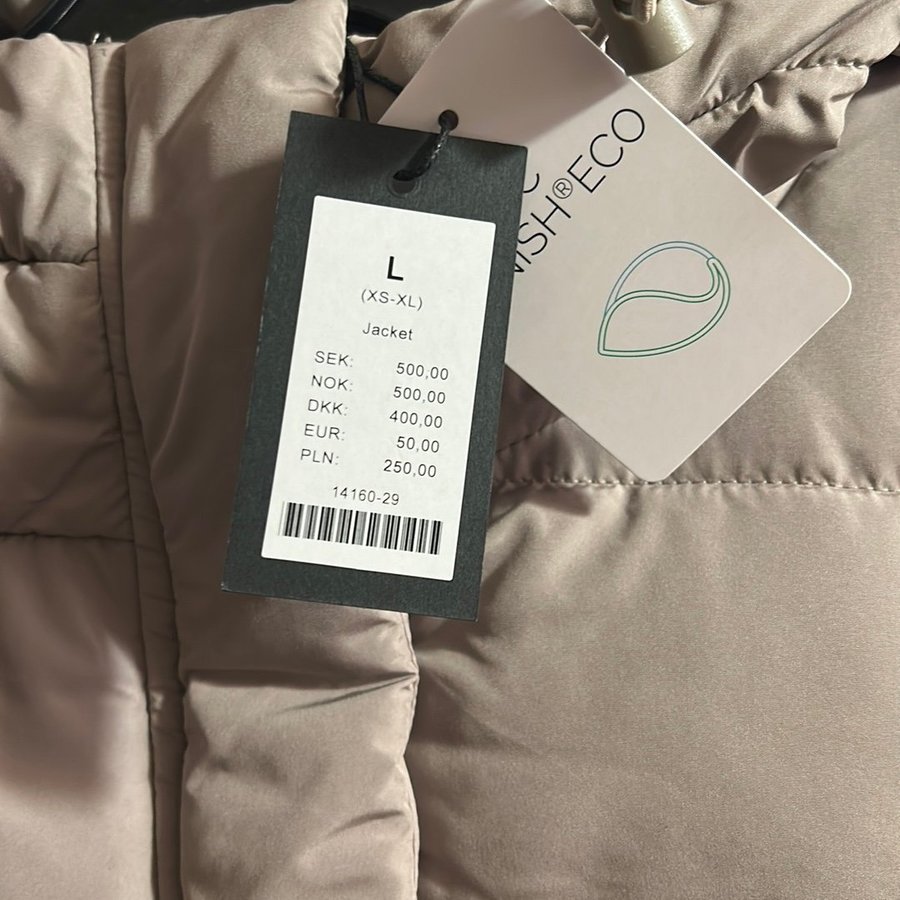 L
(XS-XL)
Jacket
SEK: 500,00
NOK: 500,00
DKK: 400,00
EUR: 50,00
PLN: 250,00
14160-29
®ECO